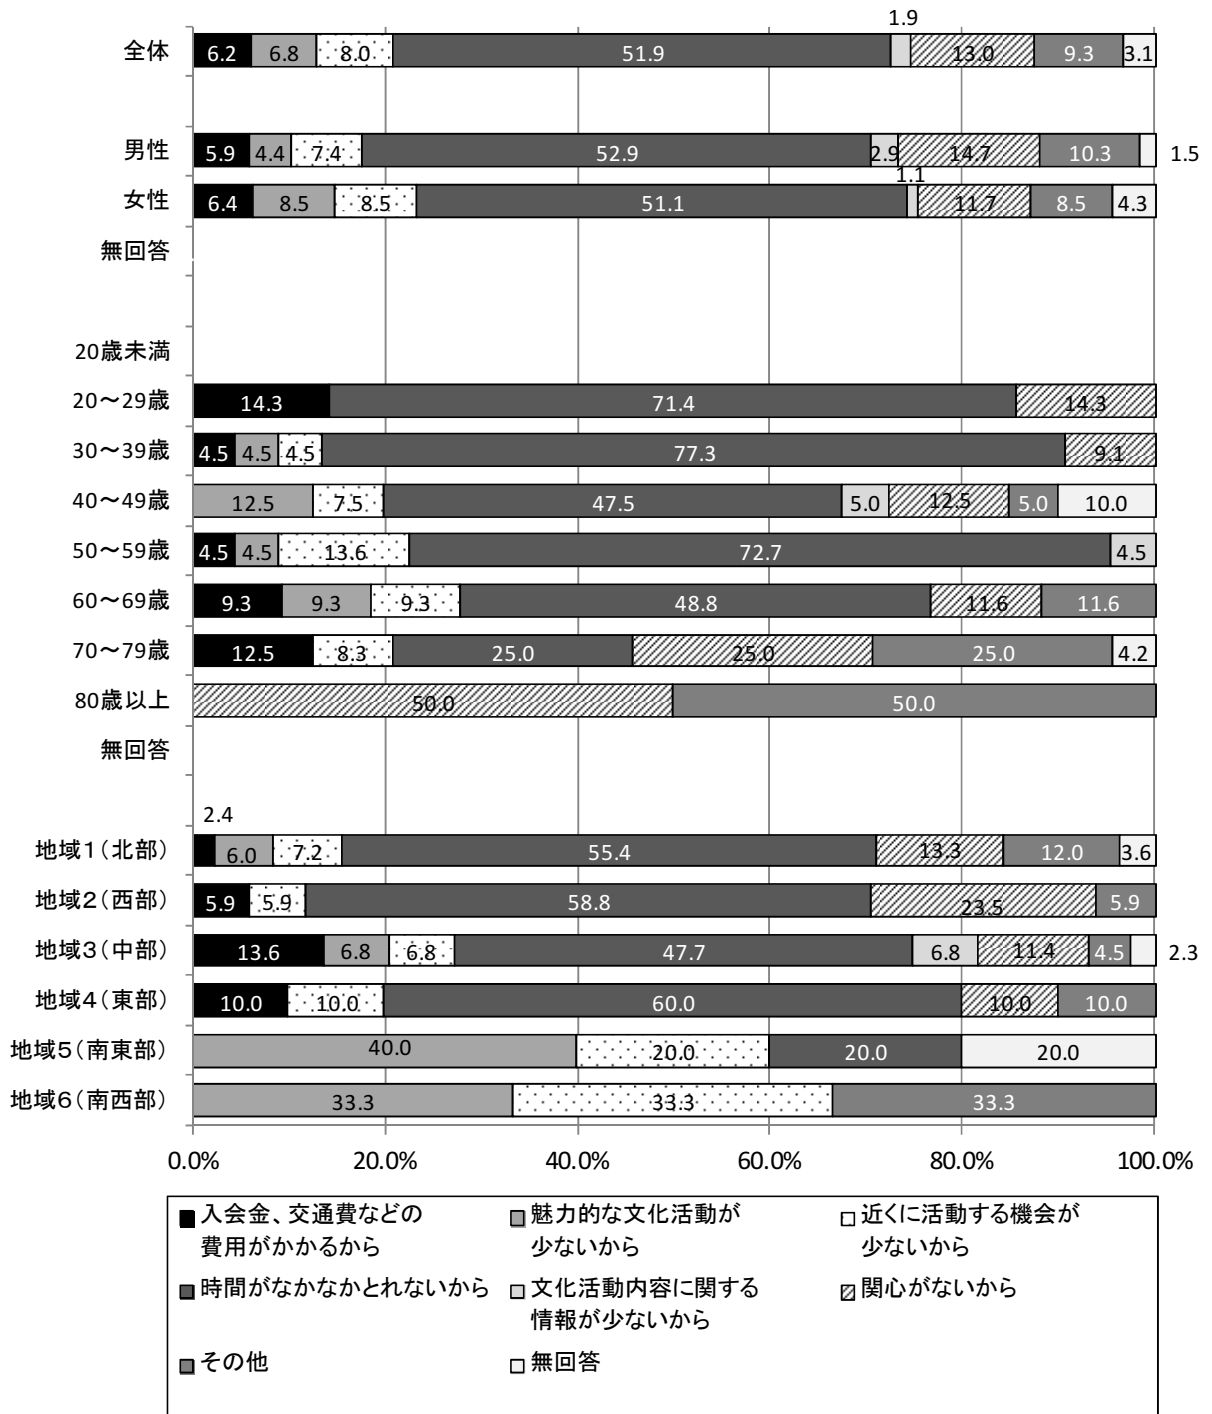 1.9
全体 6.2 6.8 8.0 51.9 13.0 9.3 3.1
男性 5.9 4.4 7.4 52.9 2.9 14.7 10.3 1.5
1.1
女性 6.4 8.5 8.5 51.1 11.7 8.5 4.3
無回答
20歳未満
20～29歳 14.3 71.4 14.3
30～39歳 4.5 4.5 4.5 77.3 9.1
40～49歳 12.5 7.5 47.5 5.0 12.5 5.0 10.0
50～59歳 4.5 4.5 13.6 72.7 4.5
60～69歳 9.3 9.3 9.3 48.8 11.6 11.6
70～79歳 12.5 8.3 25.0 25.0 25.0 4.2
80歳以上 50.0 50.0
無回答
2.4
地域１（北部） 6.0 7.2 55.4 13.3 12.0 3.6
地域２（西部） 5.9 5.9 58.8 23.5 5.9
地域３（中部） 13.6 6.8 6.8 47.7 6.8 11.4 4.5 2.3
地域４（東部） 10.0 10.0 60.0 10.0 10.0
地域５（南東部） 40.0 20.0 20.0 20.0
地域６（南西部） 33.3 33.3 33.3
0.0% 20.0% 40.0% 60.0% 80.0% 100.0%
入会金、交通費などの
費用がかかるから
魅力的な文化活動が
少ないから
近くに活動する機会が
少ないから
時間がなかなかとれないから
文化活動内容に関する
情報が少ないから
関心がないから
その他
無回答